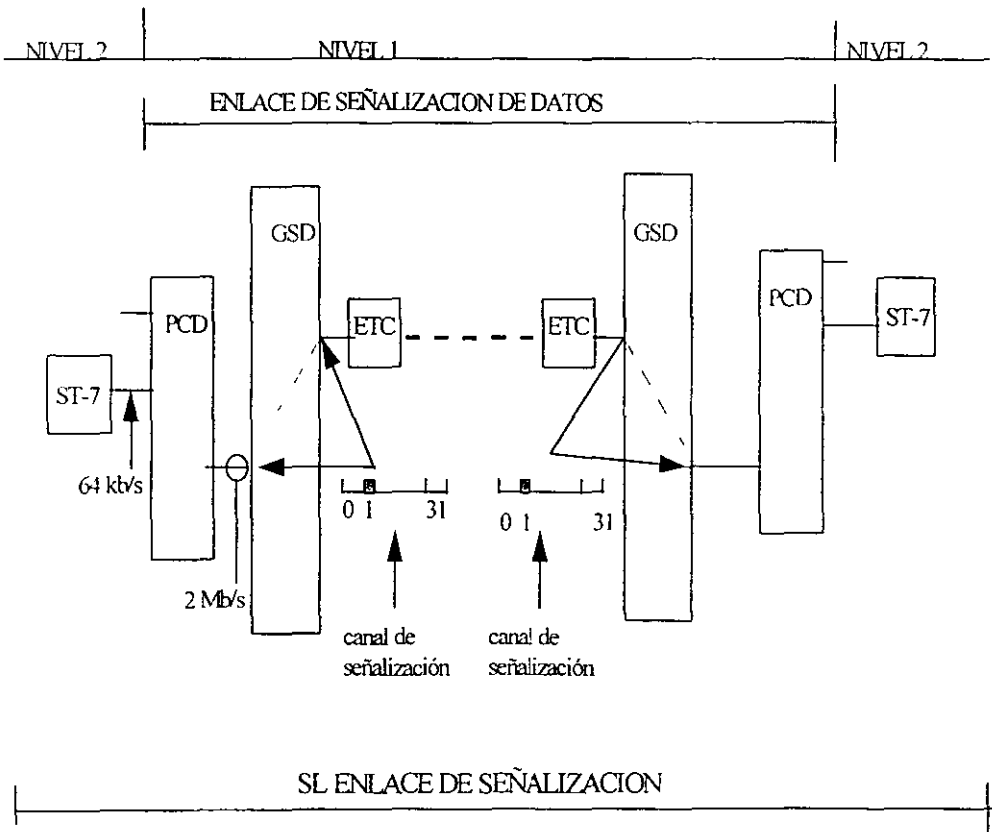 NIVEL 2 NIVEL 1 NIVEL 2
ENLACE DE SEÑALIZACION DE DATOS
GSD GSD
PCD ETC ETC PCD
ST-7 ST-7
64 kb/s
0 1 31 0 1 31
2 Mb/s
canal de señalización
canal de señalización
SL ENLACE DE SEÑALIZACION